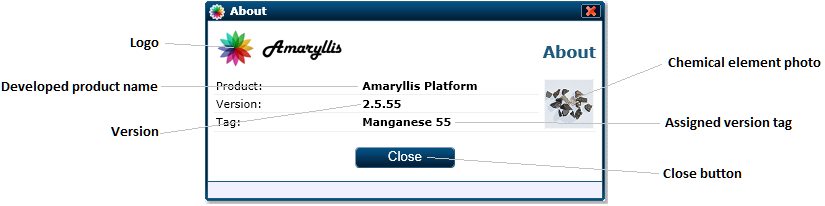 About
Logo
Amaryllis
About
Chemical element photo
Developed product name
Product: Amaryllis Platform
Version: 2.5.55
Version
Tag: Manganese 55
Assigned version tag
Close
Close button